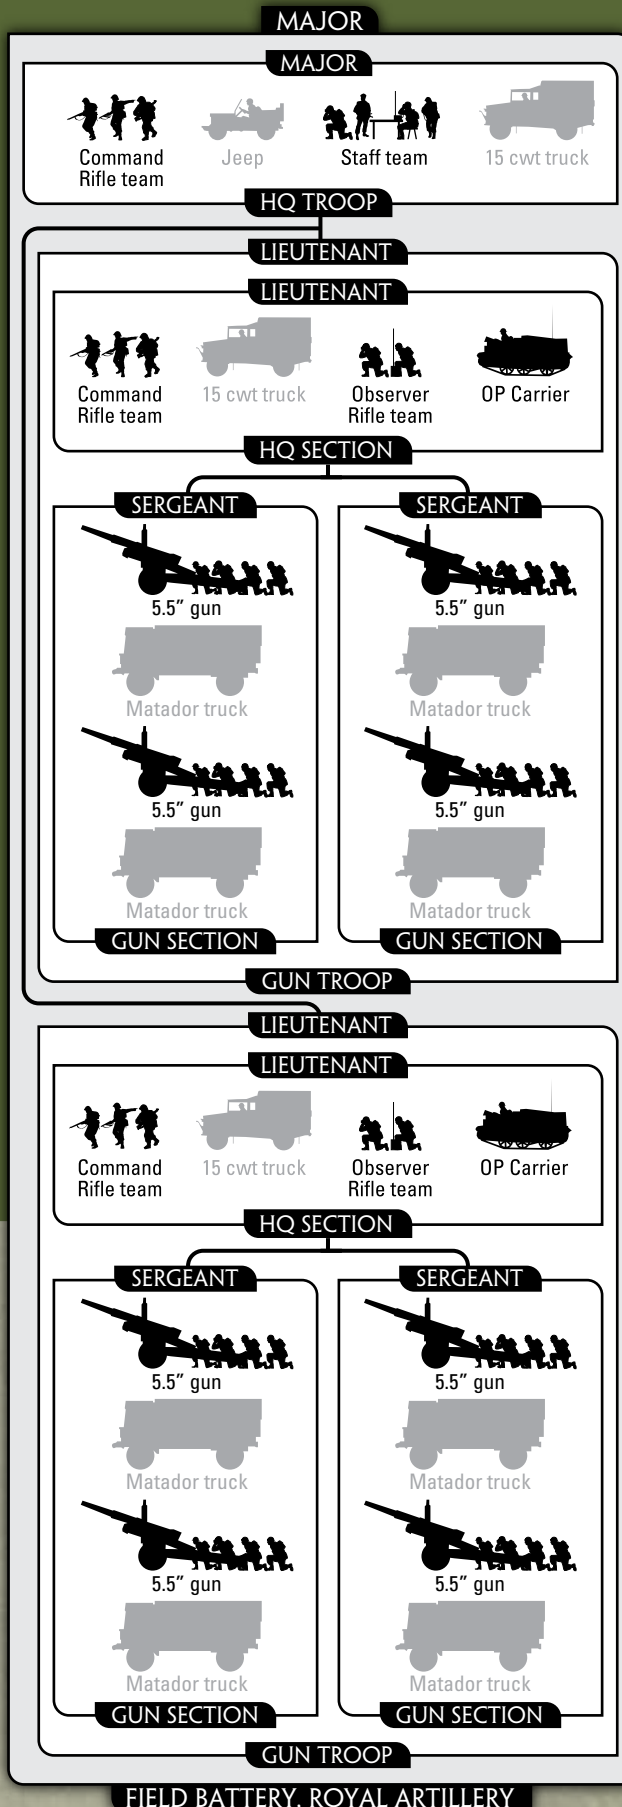 MAJOR
MAJOR
Command
Rifle team
Jeep
Staff team
15 cwt truck
HQ TROOP
LIEUTENANT
LIEUTENANT
Command
Rifle team
15 cwt truck
Observer
Rifle team
OP Carrier
HQ SECTION
SERGEANT
5.5” gun
Matador truck
5.5” gun
Matador truck
GUN SECTION
SERGEANT
5.5” gun
Matador truck
5.5” gun
Matador truck
GUN SECTION
GUN TROOP
LIEUTENANT
LIEUTENANT
Command
Rifle team
15 cwt truck
Observer
Rifle team
OP Carrier
HQ SECTION
SERGEANT
5.5” gun
Matador truck
5.5” gun
Matador truck
GUN SECTION
SERGEANT
5.5” gun
Matador truck
5.5” gun
Matador truck
GUN SECTION
GUN TROOP
FIELD BATTERY, ROYAL ARTILLERY